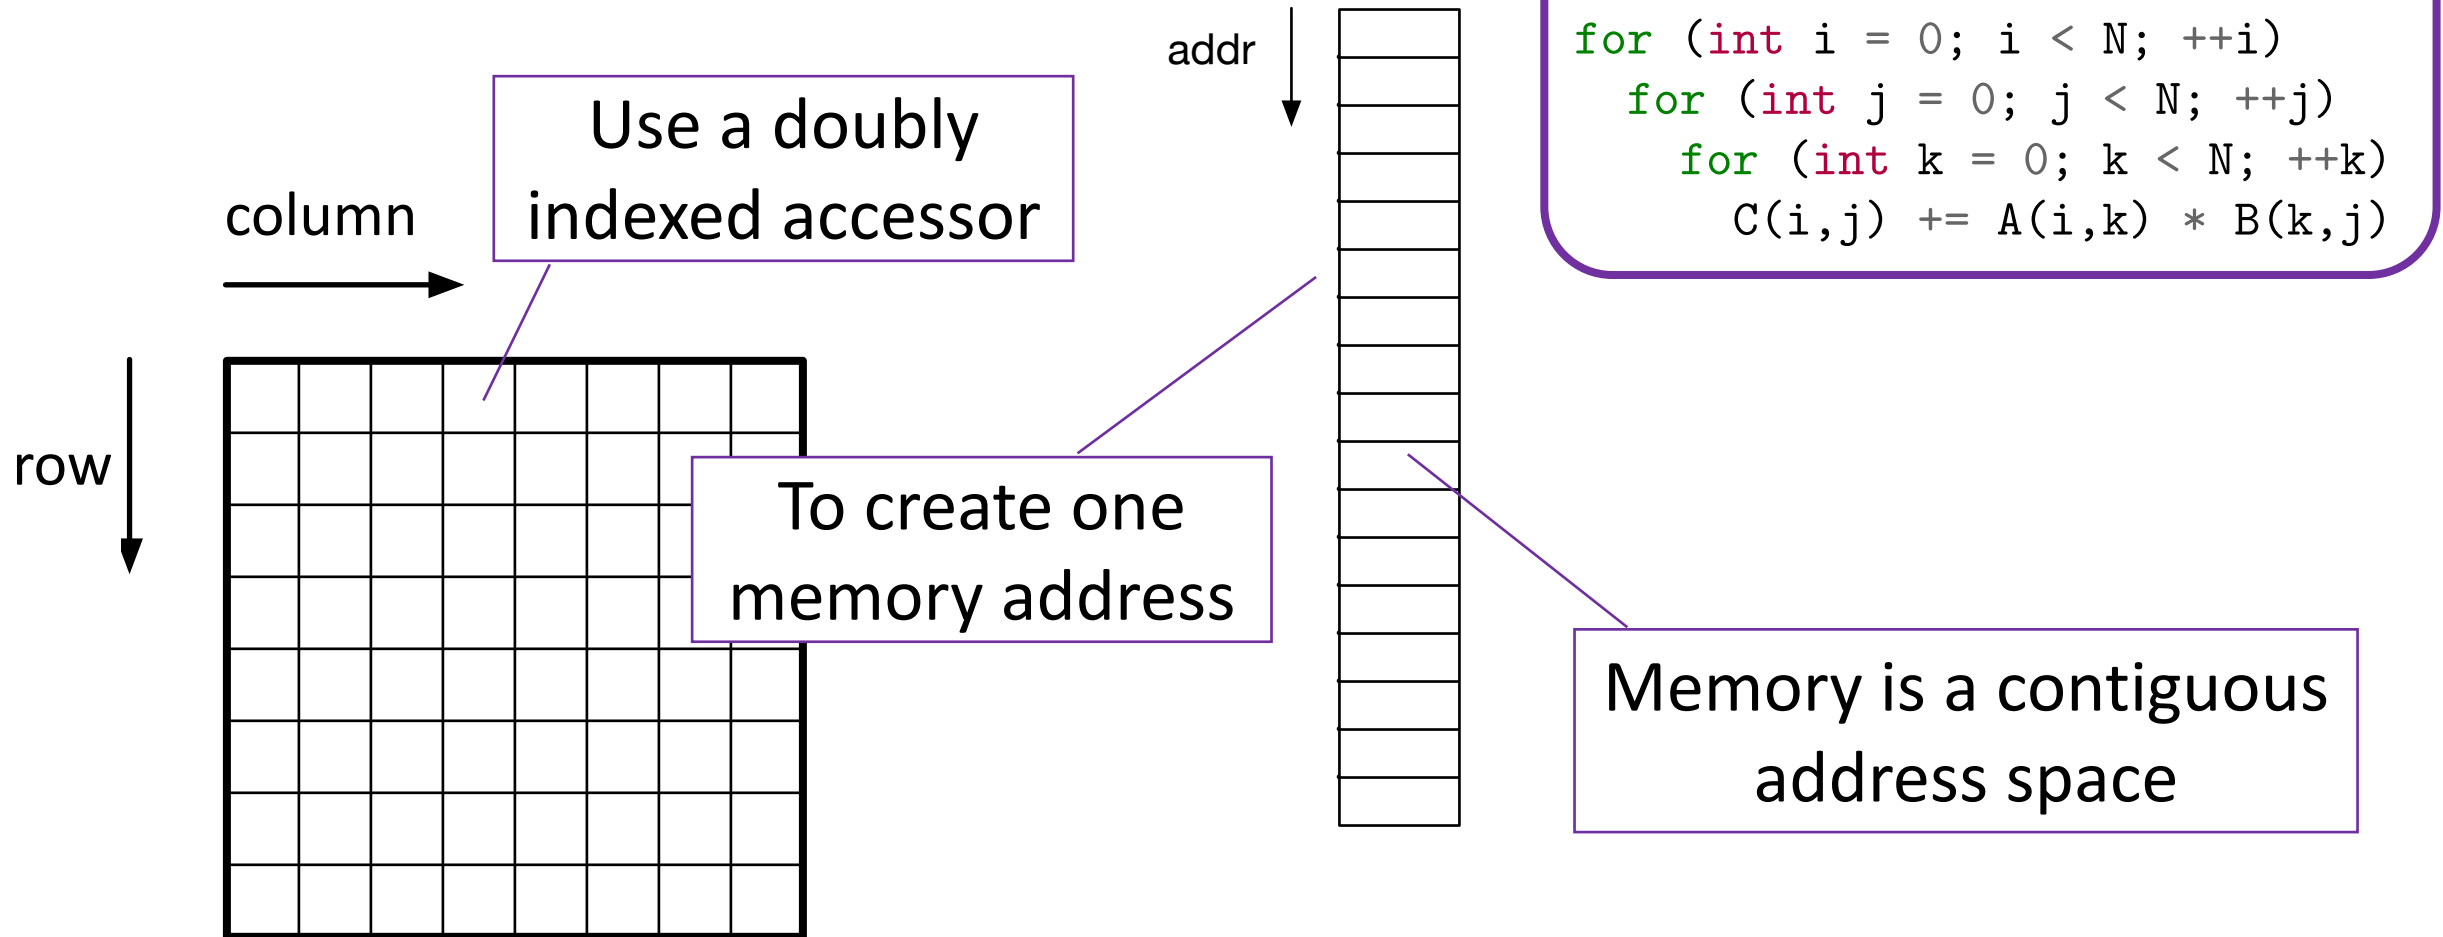 Use a doubly
indexed accessor
column
row
To create one
memory address
addr
for (int i = 0; i < N; ++i)
for (int j = 0; j < N; ++j)
for (int k = 0; k < N; ++k)
C(i,j) += A(i,k) * B(k,j)
Memory is a contiguous
address space